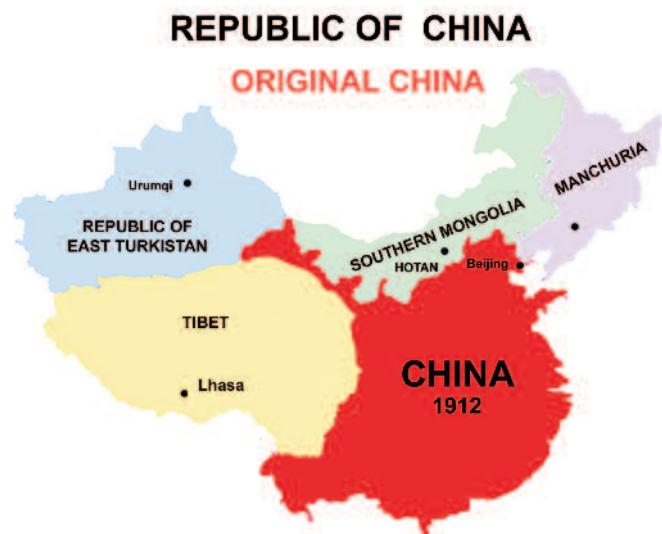 REPUBLIC OF CHINA
ORIGINAL CHINA
Urumqi
REPUBLIC OF
EAST TURKISTAN
SOUTHERN MONGOLIA
HOTAN
MANCHURIA
Beijing
TIBET
Lhasa
CHINA
1912